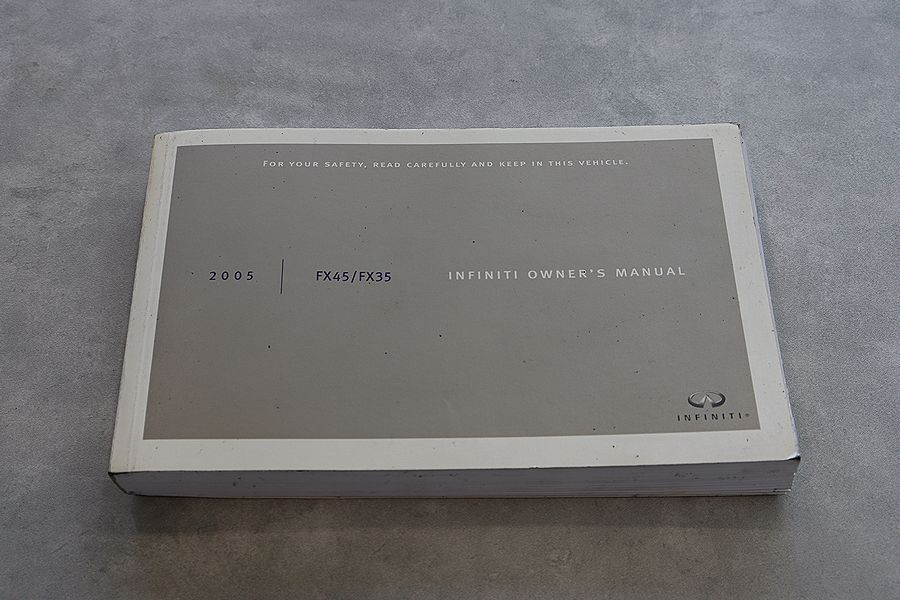 FOR YOUR SAFETY, READ CAREFULLY AND KEEP IN THIS VEHICLE.
2005 | FX45/FX35 INFINITI OWNER'S MANUAL
INFINITI®